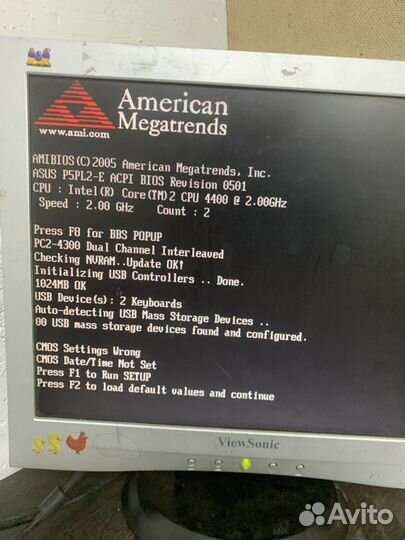 American
Megatrends
www.ami.com
AMIBIOS(C)2005 American Megatrends, Inc.
ASUS P5PL2-E ACPI BIOS Revision 0501
CPU : Intel(R) Core(TM)2 CPU 4400 @ 2.00GHz
Speed : 2.00 GHz Count : 2
Press F8 for BBS POPUP
PC2-4300 Dual Channel Interleaved
Checking NVRAM..Update OK!
Initializing USB Controllers .. Done.
1024MB OK
USB Device(s): 2 Keyboards
Auto-detecting USB Mass Storage Devices ..
00 USB mass storage devices found and configured.
CMOS Settings Wrong
CMOS Date/Time Not Set
Press F1 to Run SETUP
Press F2 to load default values and continue
ViewSonic
Avito